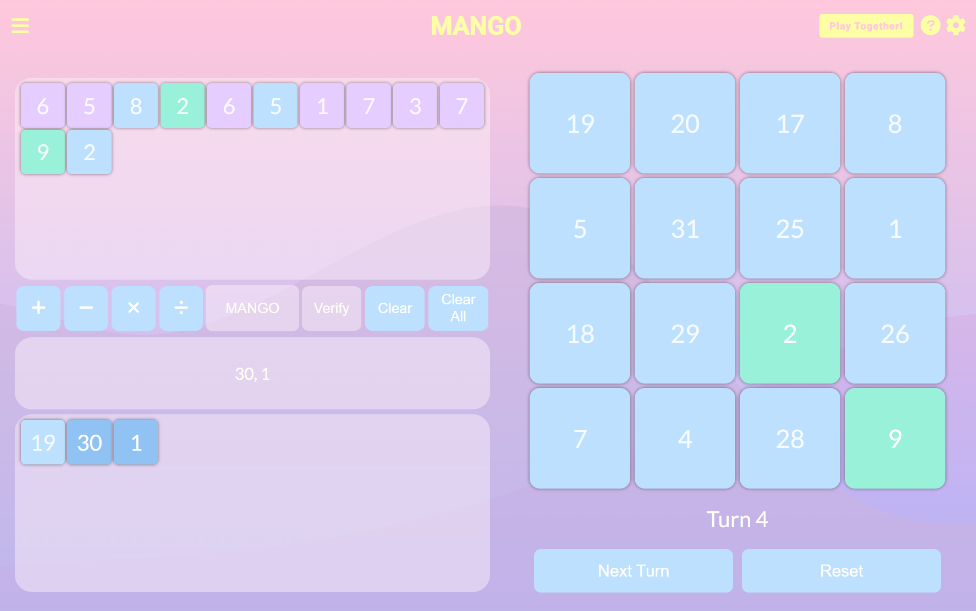 MANGO
Play Together!
?
6 5 8 2 6 5 1 7 3 7
9 2
+ − × ÷ MANGO Verify Clear Clear All
30, 1
19 30 1
19 20 17 8
5 31 25 1
18 29 2 26
7 4 28 9
Turn 4
Next Turn Reset